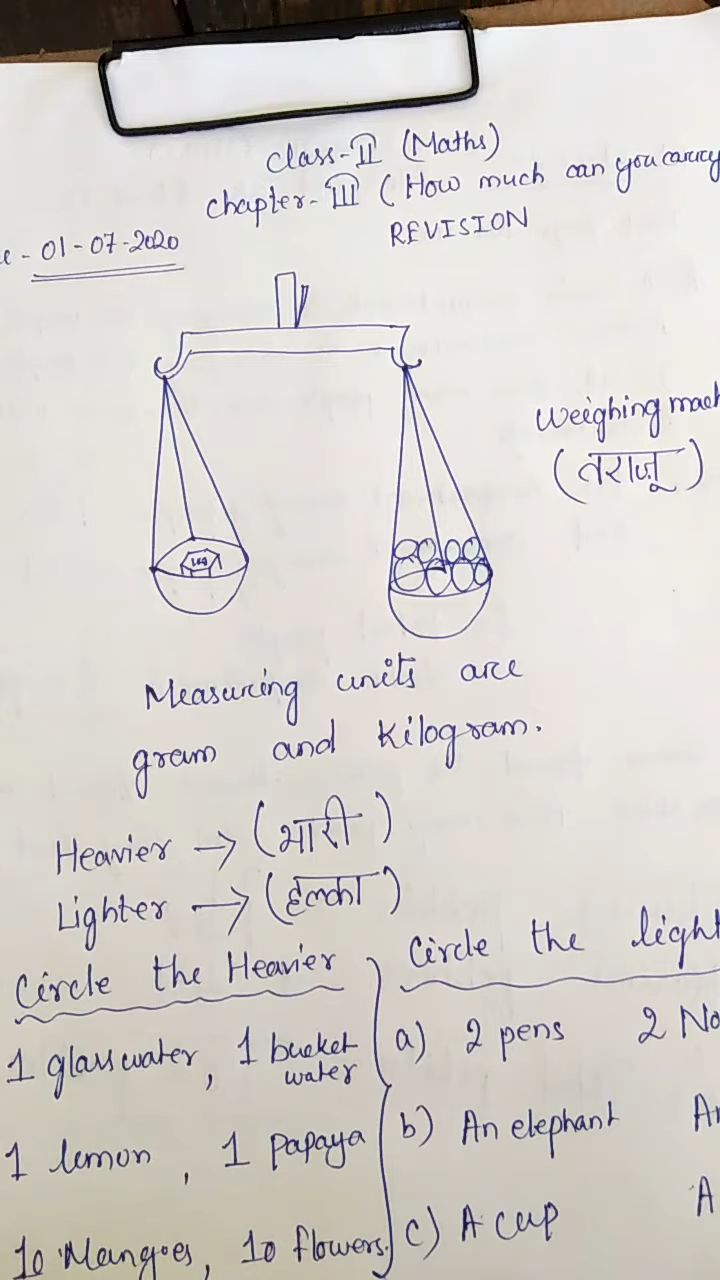 class-II (Maths)
chapter-III (How much can you carry
REVISION
e - 01-07-2020
Weighing mach
(तराजू)
1kg
Measuring units are
gram and kilogram.
Heavier → (भारी)
Lighter → (हल्का)
Circle the Heavier
1 glass water, 1 bucket
water
1 lemon, 1 papaya
10 Mangoes, 10 flowers.
Circle the light
a) 2 pens 2 No
b) An elephant An
c) A cup A